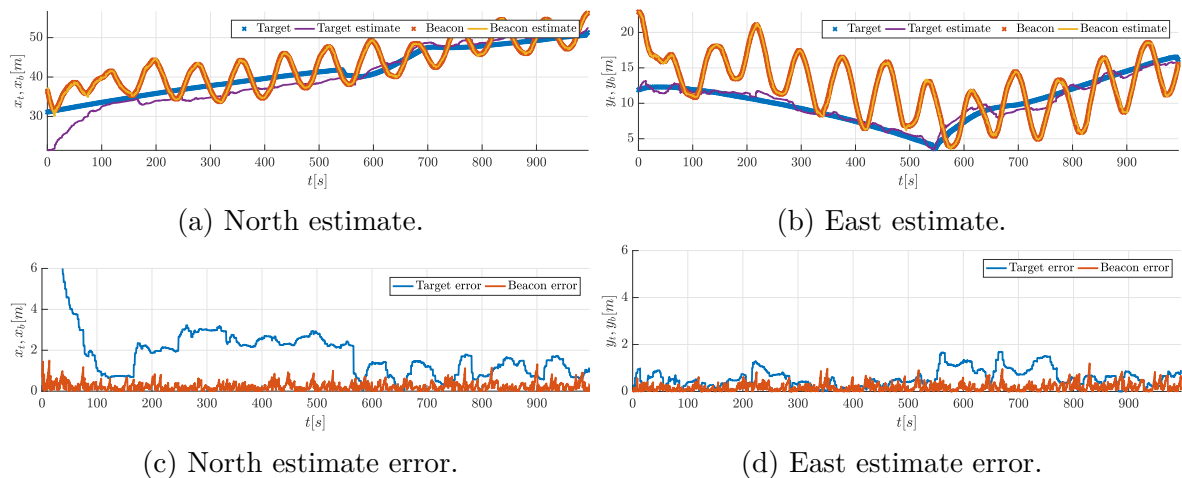 Target Target estimate Beacon Beacon estimate
x_t, x_b[m]
50
40
30
0 100 200 300 400 500 600 700 800 900
t[s]
(a) North estimate.
Target Target estimate Beacon Beacon estimate
y_t, y_b[m]
20
15
10
5
0 100 200 300 400 500 600 700 800 900
t[s]
(b) East estimate.
Target error Beacon error
x_t, x_b[m]
6
4
2
0
0 100 200 300 400 500 600 700 800 900
t[s]
(c) North estimate error.
Target error Beacon error
y_t, y_b[m]
6
4
2
0
0 100 200 300 400 500 600 700 800 900
t[s]
(d) East estimate error.